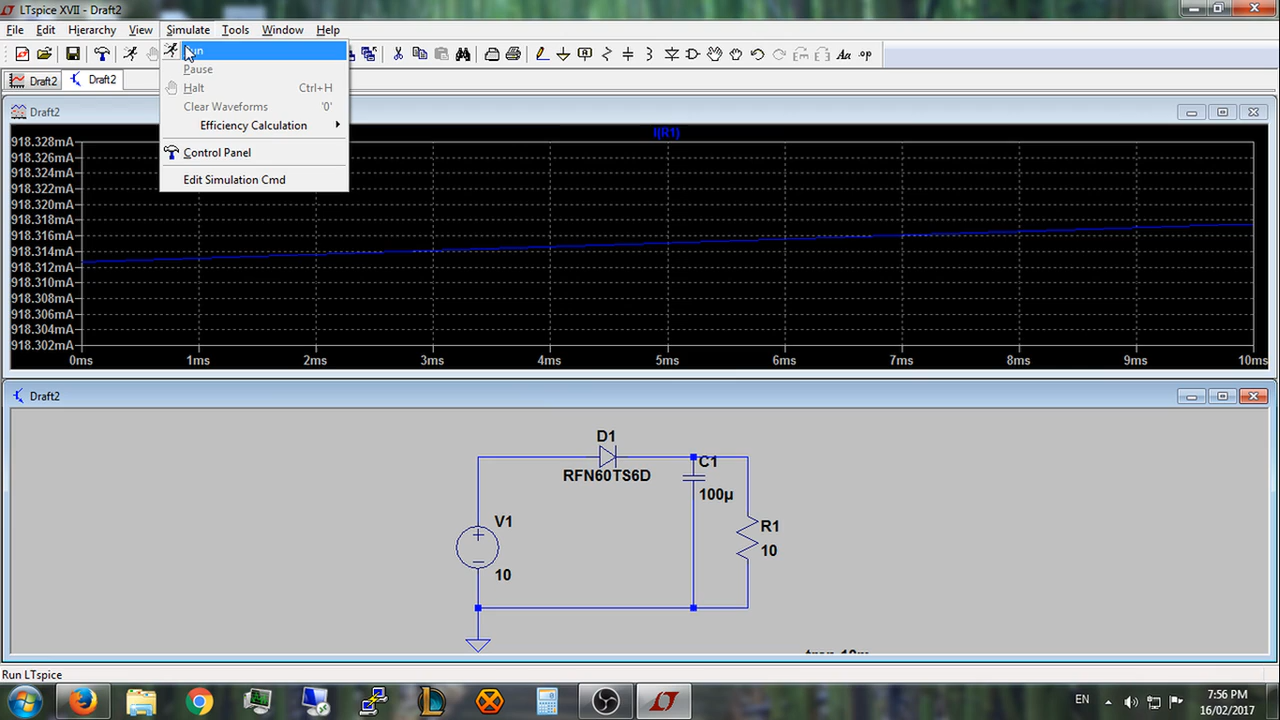 LTspice XVII - Draft2
File Edit Hierarchy View Simulate Tools Window Help
Draft2 Draft2
Run
Pause
Halt Ctrl+H
Clear Waveforms '0'
Efficiency Calculation
Control Panel
Edit Simulation Cmd
Aa .op
Draft2
I(R1)
918.328mA
918.326mA
918.324mA
918.322mA
918.320mA
918.318mA
918.316mA
918.314mA
918.312mA
918.310mA
918.308mA
918.306mA
918.304mA
918.302mA
0ms 1ms 2ms 3ms 4ms 5ms 6ms 7ms 8ms 9ms 10ms
Draft2
D1
RFN60TS6D
C1
100µ
V1
10
R1
10
Run LTspice
EN
7:56 PM
16/02/2017